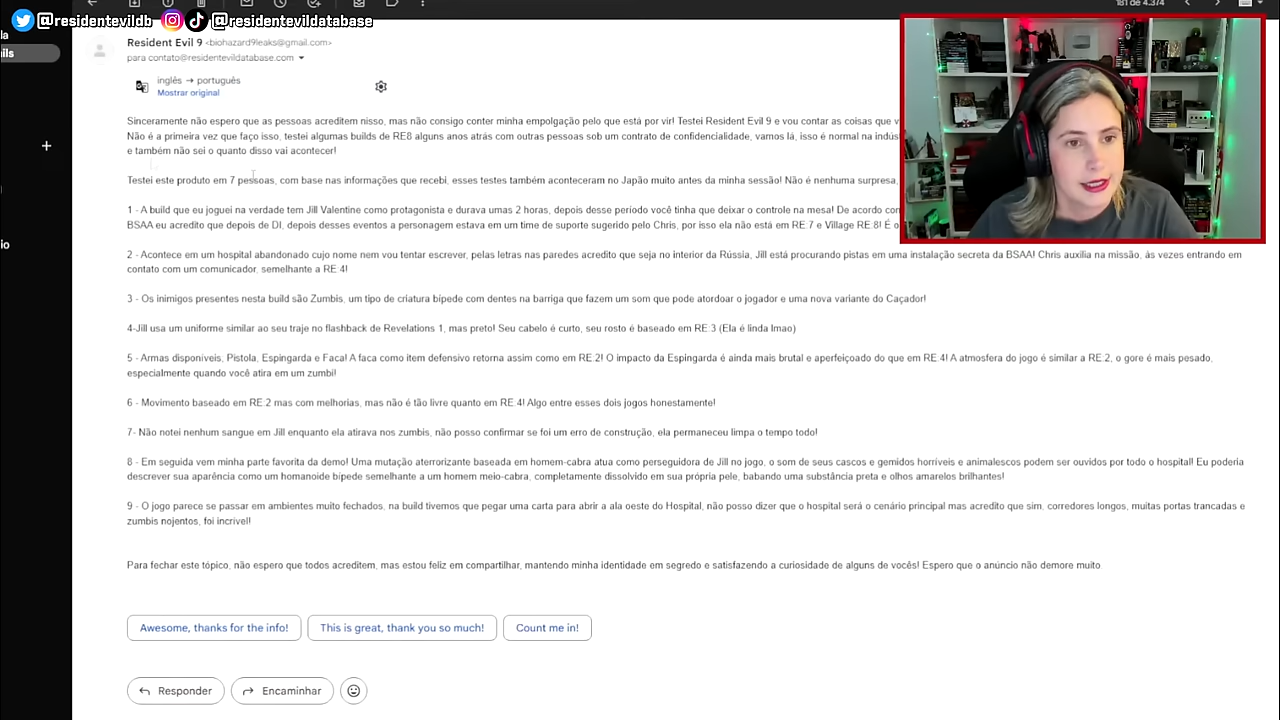 @residentevildb @residentevildatabase
181 de 4.374
ils
io
Resident Evil 9 <biohazard9leaks@gmail.com>
para contato@residentevildatabase.com
inglês → português
Mostrar original
Sinceramente não espero que as pessoas acreditem nisso, mas não consigo conter minha empolgação pelo que está por vir! Testei Resident Evil 9 e vou contar as coisas que v
Não é a primeira vez que faço isso, testei algumas builds de RE8 alguns anos atrás com outras pessoas sob um contrato de confidencialidade, vamos lá, isso é normal na indús
e também não sei o quanto disso vai acontecer!
Testei este produto em 7 pessoas, com base nas informações que recebi, esses testes também aconteceram no Japão muito antes da minha sessão! Não é nenhuma surpresa,
1 - A build que eu joguei na verdade tem Jill Valentine como protagonista e durava umas 2 horas, depois desse período você tinha que deixar o controle na mesa! De acordo con
BSAA eu acredito que depois de DI, depois desses eventos a personagem estava em um time de suporte sugerido pelo Chris, por isso ela não está em RE:7 e Village RE:8! É o
2 - Acontece em um hospital abandonado cujo nome nem vou tentar escrever, pelas letras nas paredes acredito que seja no interior da Rússia, Jill está procurando pistas em uma instalação secreta da BSAA! Chris auxilia na missão, às vezes entrando em
contato com um comunicador, semelhante a RE:4!
3 - Os inimigos presentes nesta build são Zumbis, um tipo de criatura bípede com dentes na barriga que fazem um som que pode atordoar o jogador e uma nova variante do Caçador!
4-Jill usa um uniforme similar ao seu traje no flashback de Revelations 1, mas preto! Seu cabelo é curto, seu rosto é baseado em RE:3 (Ela é linda lmao)
5 - Armas disponíveis, Pistola, Espingarda e Faca! A faca como item defensivo retorna assim como em RE:2! O impacto da Espingarda é ainda mais brutal e aperfeiçoado do que em RE:4! A atmosfera do jogo é similar a RE:2, o gore é mais pesado,
especialmente quando você atira em um zumbi!
6 - Movimento baseado em RE:2 mas com melhorias, mas não é tão livre quanto em RE:4! Algo entre esses dois jogos honestamente!
7- Não notei nenhum sangue em Jill enquanto ela atirava nos zumbis, não posso confirmar se foi um erro de construção, ela permaneceu limpa o tempo todo!
8 - Em seguida vem minha parte favorita da demo! Uma mutação aterrorizante baseada em homem-cabra atua como perseguidora de Jill no jogo, o som de seus cascos e gemidos horríveis e animalescos podem ser ouvidos por todo o hospital! Eu poderia
descrever sua aparência como um homanoide bípede semelhante a um homem meio-cabra, completamente dissolvido em sua própria pele, babando uma substância preta e olhos amarelos brilhantes!
9 - O jogo parece se passar em ambientes muito fechados, na build tivemos que pegar uma carta para abrir a ala oeste do Hospital, não posso dizer que o hospital será o cenário principal mas acredito que sim, corredores longos, muitas portas trancadas e
zumbis nojentos, foi incrível!
Para fechar este tópico, não espero que todos acreditem, mas estou feliz em compartilhar, mantendo minha identidade em segredo e satisfazendo a curiosidade de alguns de vocês! Espero que o anúncio não demore muito.
Awesome, thanks for the info! This is great, thank you so much! Count me in!
Responder Encaminhar